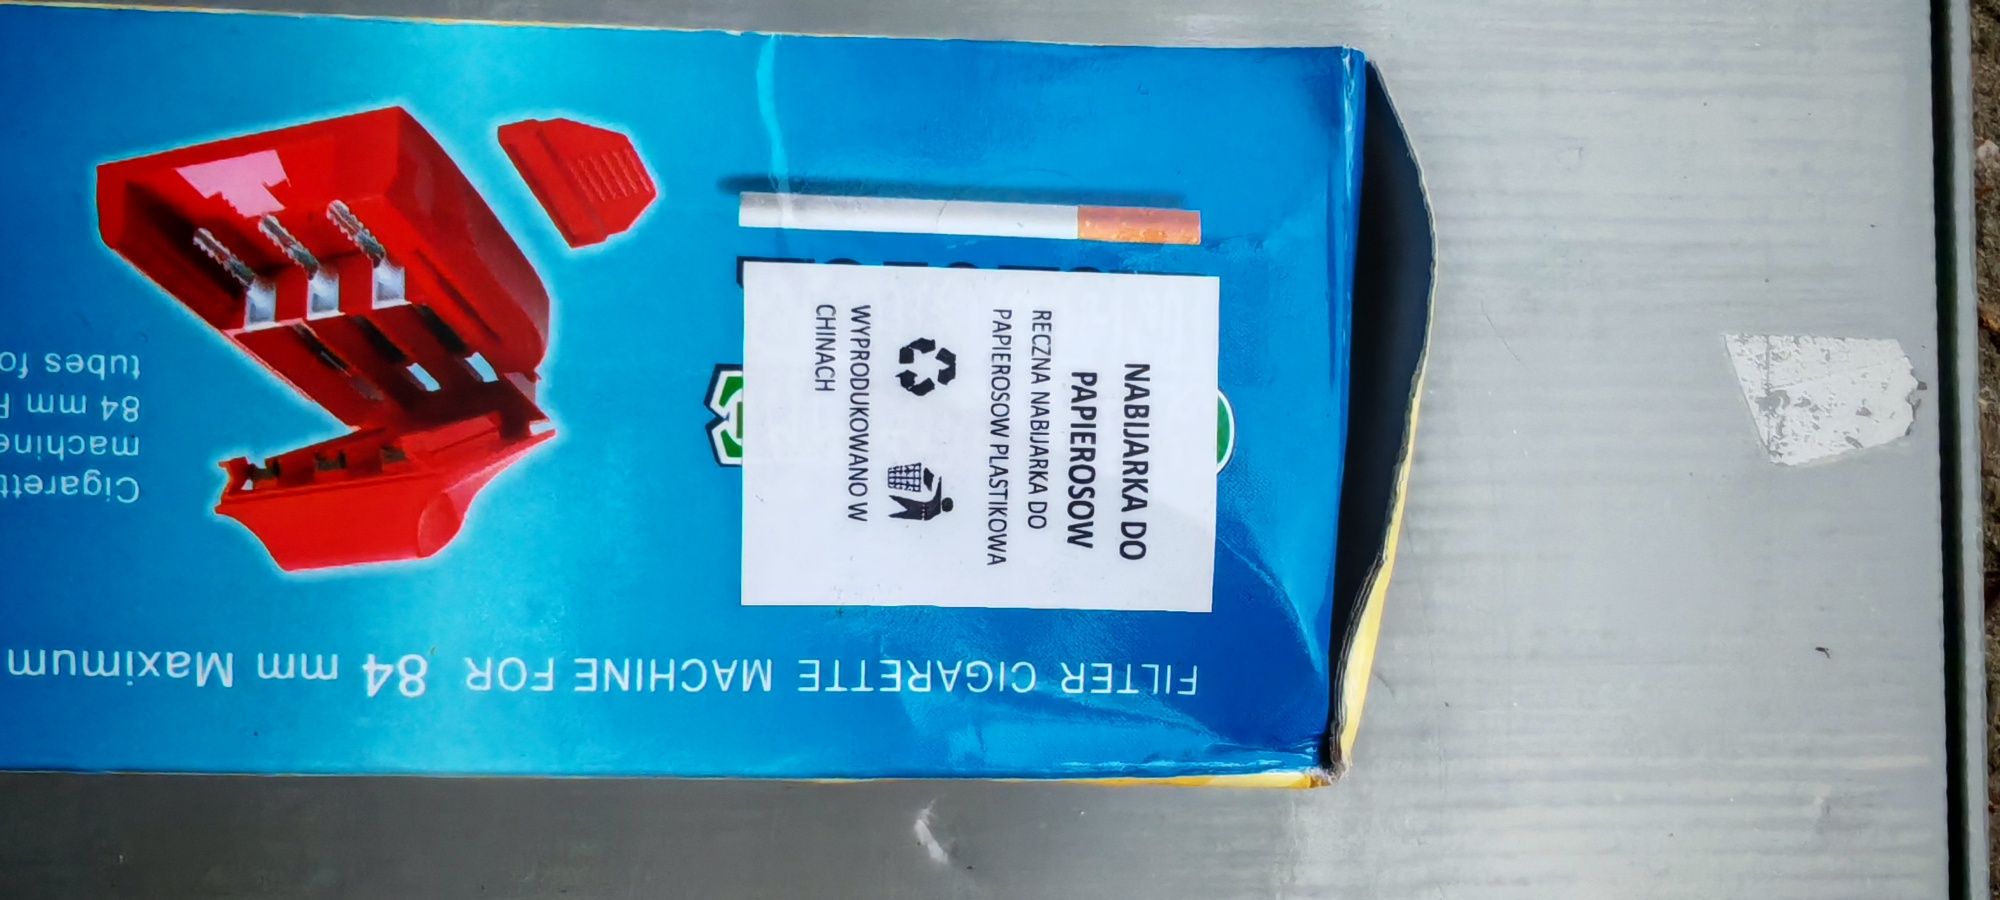 FILTER CIGARETTE MACHINE FOR 84 mm Maximum
Cigarett
machine
84 mm F
tubes fo
NABIJARKA DO
PAPIEROSOW
RECZNA NABIJARKA DO
PAPIEROSOW PLASTIKOWA
WYPRODUKOWANO W
CHINACH